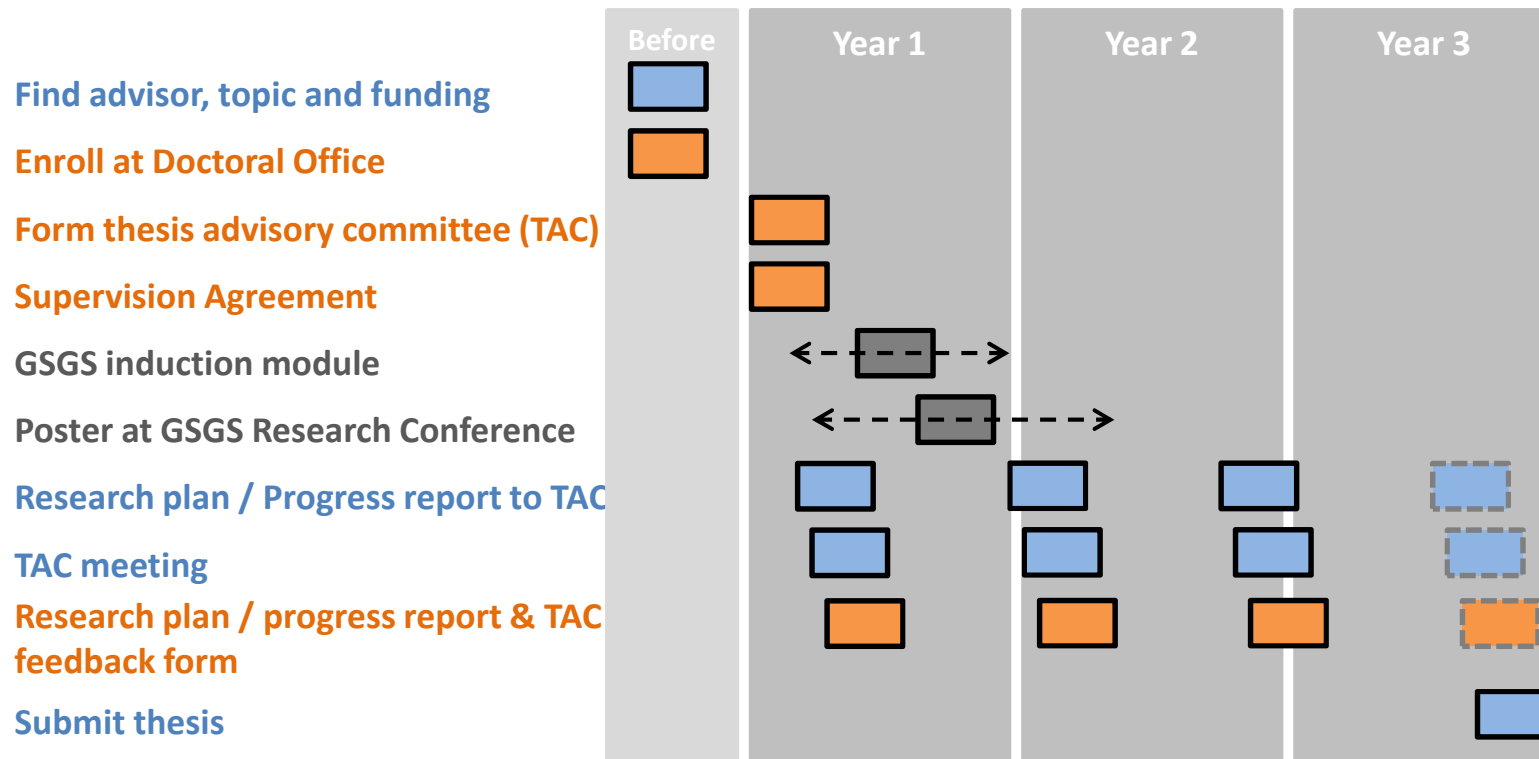 Before
Year 1
Year 2
Year 3
Find advisor, topic and funding
Enroll at Doctoral Office
Form thesis advisory committee (TAC)
Supervision Agreement
GSGS induction module
Poster at GSGS Research Conference
Research plan / Progress report to TAC
TAC meeting
Research plan / progress report & TAC
feedback form
Submit thesis